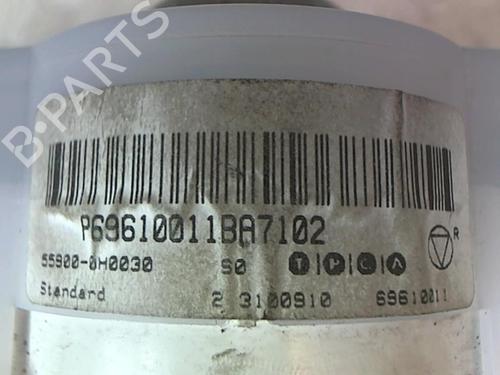 B·PARTS
P69610011BA7102
R
55900-0H0030 S0 T P C A
Standard 2 3100910 69610011